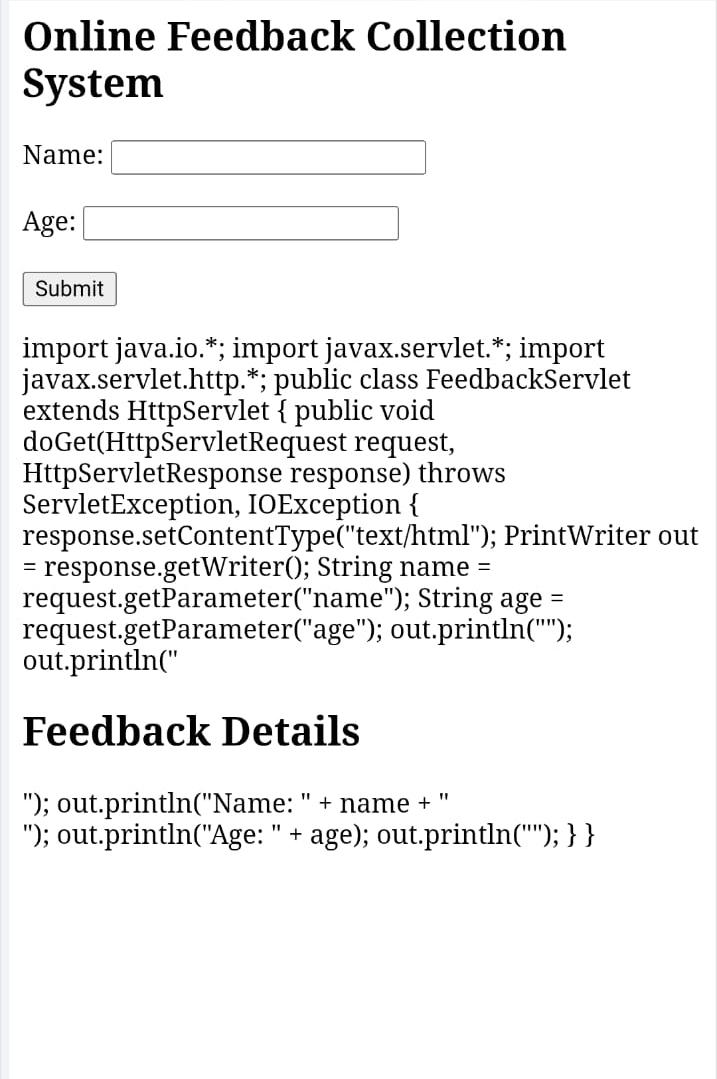 Online Feedback Collection
System
Name:
Age:
Submit
import java.io.*; import javax.servlet.*; import
javax.servlet.http.*; public class FeedbackServlet
extends HttpServlet { public void
doGet(HttpServletRequest request,
HttpServletResponse response) throws
ServletException, IOException {
response.setContentType("text/html"); PrintWriter out
= response.getWriter(); String name =
request.getParameter("name"); String age =
request.getParameter("age"); out.println("");
out.println("
Feedback Details
"); out.println("Name: " + name + "
"); out.println("Age: " + age); out.println(""); } }